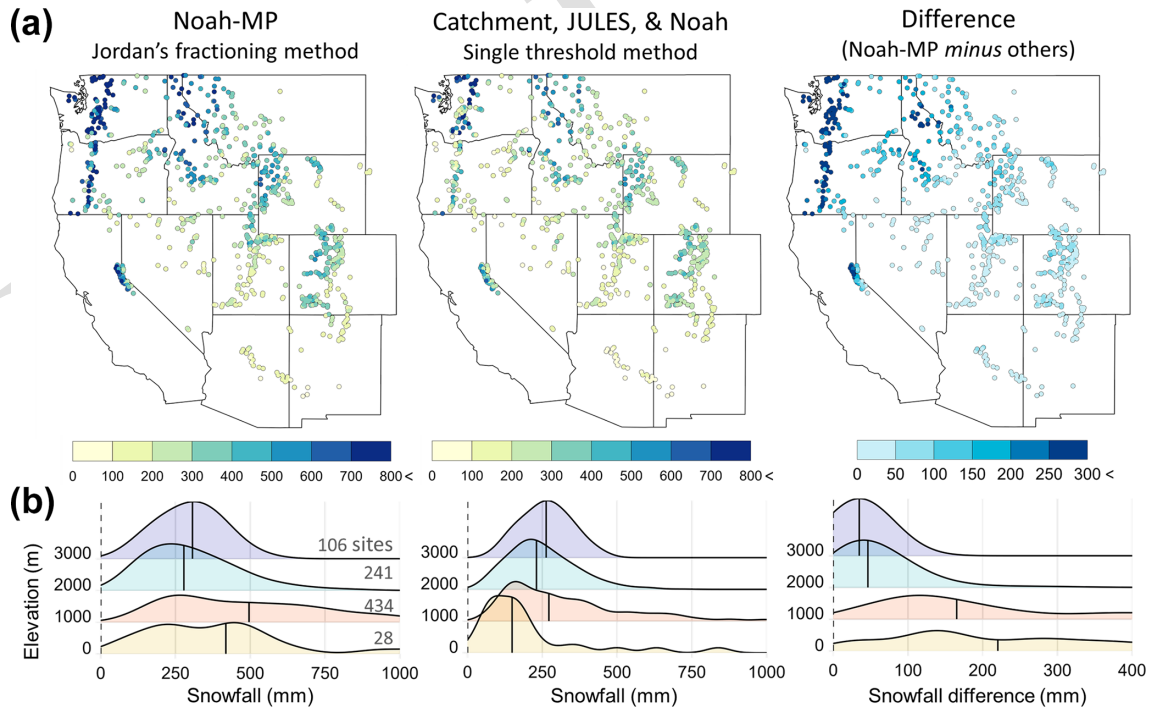 (a)
Noah-MP
Jordan's fractioning method
Catchment, JULES, & Noah
Single threshold method
Difference
(Noah-MP minus others)
0 100 200 300 400 500 600 700 800 <
0 100 200 300 400 500 600 700 800 <
0 50 100 150 200 250 300 <
(b)
Elevation (m)
3000
2000
1000
0
106 sites
241
434
28
0 250 500 750 1000
Snowfall (mm)
3000
2000
1000
0
0 250 500 750 1000
Snowfall (mm)
3000
2000
1000
0
0 100 200 300 400
Snowfall difference (mm)